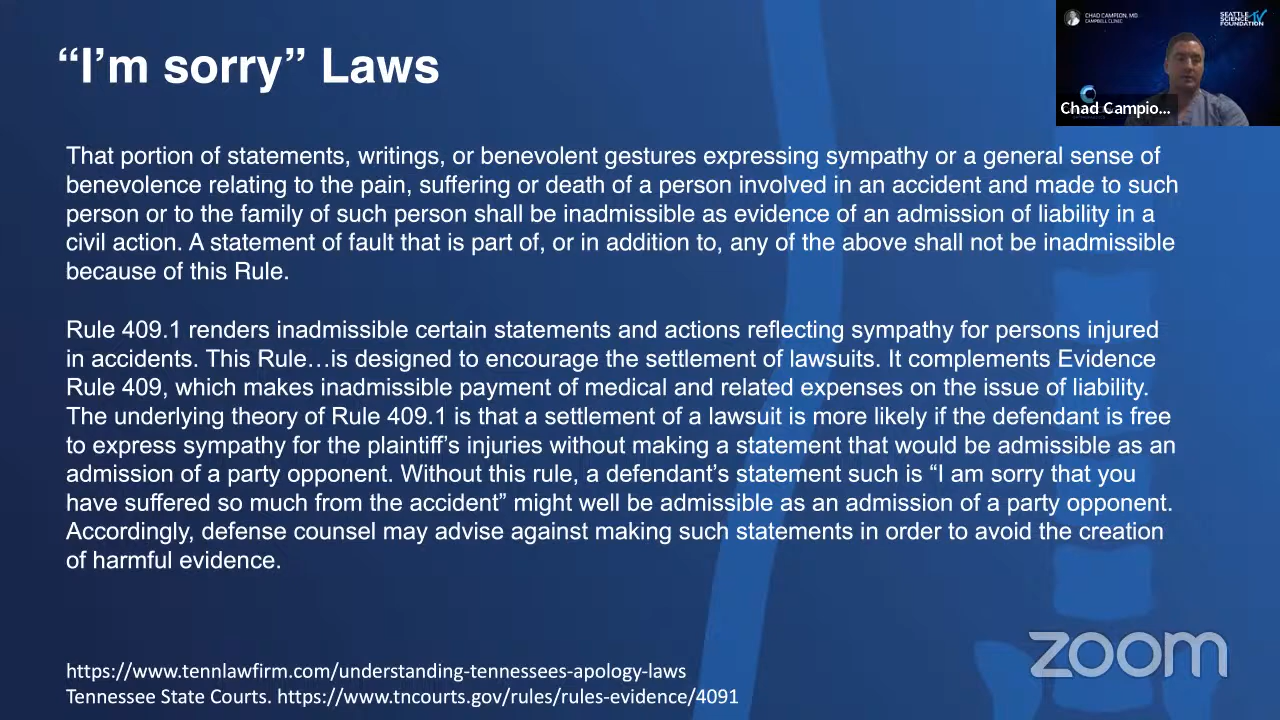 CHAD CAMPION, MD
CAMPBELL CLINIC
SEATTLE
SCIENCE TV
FOUNDATION
Chad Campio...
“I’m sorry” Laws
That portion of statements, writings, or benevolent gestures expressing sympathy or a general sense of
benevolence relating to the pain, suffering or death of a person involved in an accident and made to such
person or to the family of such person shall be inadmissible as evidence of an admission of liability in a
civil action. A statement of fault that is part of, or in addition to, any of the above shall not be inadmissible
because of this Rule.
Rule 409.1 renders inadmissible certain statements and actions reflecting sympathy for persons injured
in accidents. This Rule…is designed to encourage the settlement of lawsuits. It complements Evidence
Rule 409, which makes inadmissible payment of medical and related expenses on the issue of liability.
The underlying theory of Rule 409.1 is that a settlement of a lawsuit is more likely if the defendant is free
to express sympathy for the plaintiff’s injuries without making a statement that would be admissible as an
admission of a party opponent. Without this rule, a defendant’s statement such is “I am sorry that you
have suffered so much from the accident” might well be admissible as an admission of a party opponent.
Accordingly, defense counsel may advise against making such statements in order to avoid the creation
of harmful evidence.
https://www.tennlawfirm.com/understanding-tennessees-apology-laws
Tennessee State Courts. https://www.tncourts.gov/rules/rules-evidence/4091
zoom